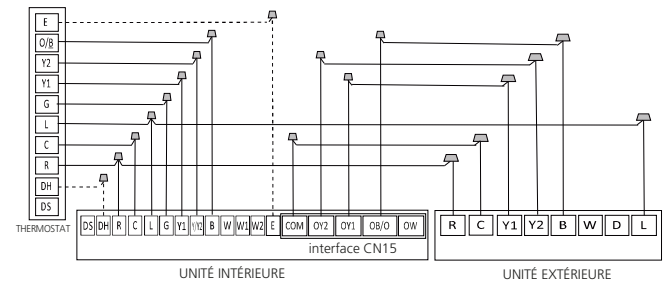 E
O/B
Y2
Y1
G
L
C
R
DH
DS
THERMOSTAT
DS DH R C L G Y1 Y/Y2 B W W1 W2 E COM OY2 OY1 OB/O OW
interface CN15
UNITÉ INTÉRIEURE
R C Y1 Y2 B W D L
UNITÉ EXTÉRIEURE